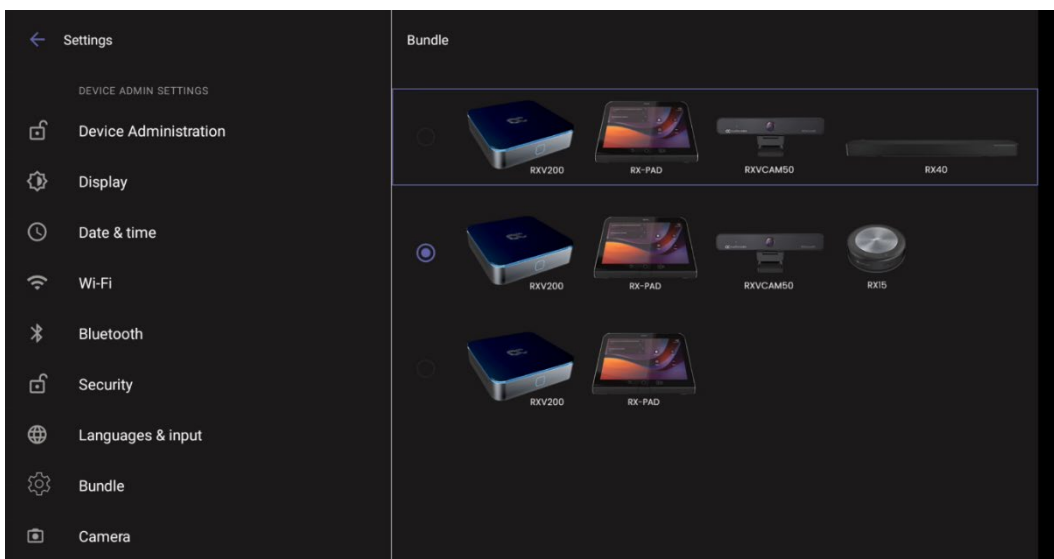 Settings
DEVICE ADMIN SETTINGS
Device Administration
Display
Date & time
Wi-Fi
Bluetooth
Security
Languages & input
Bundle
Camera
Bundle
RXV200 RX-PAD RXVCAM50 RX40
RXV200 RX-PAD RXVCAM50 RX15
RXV200 RX-PAD